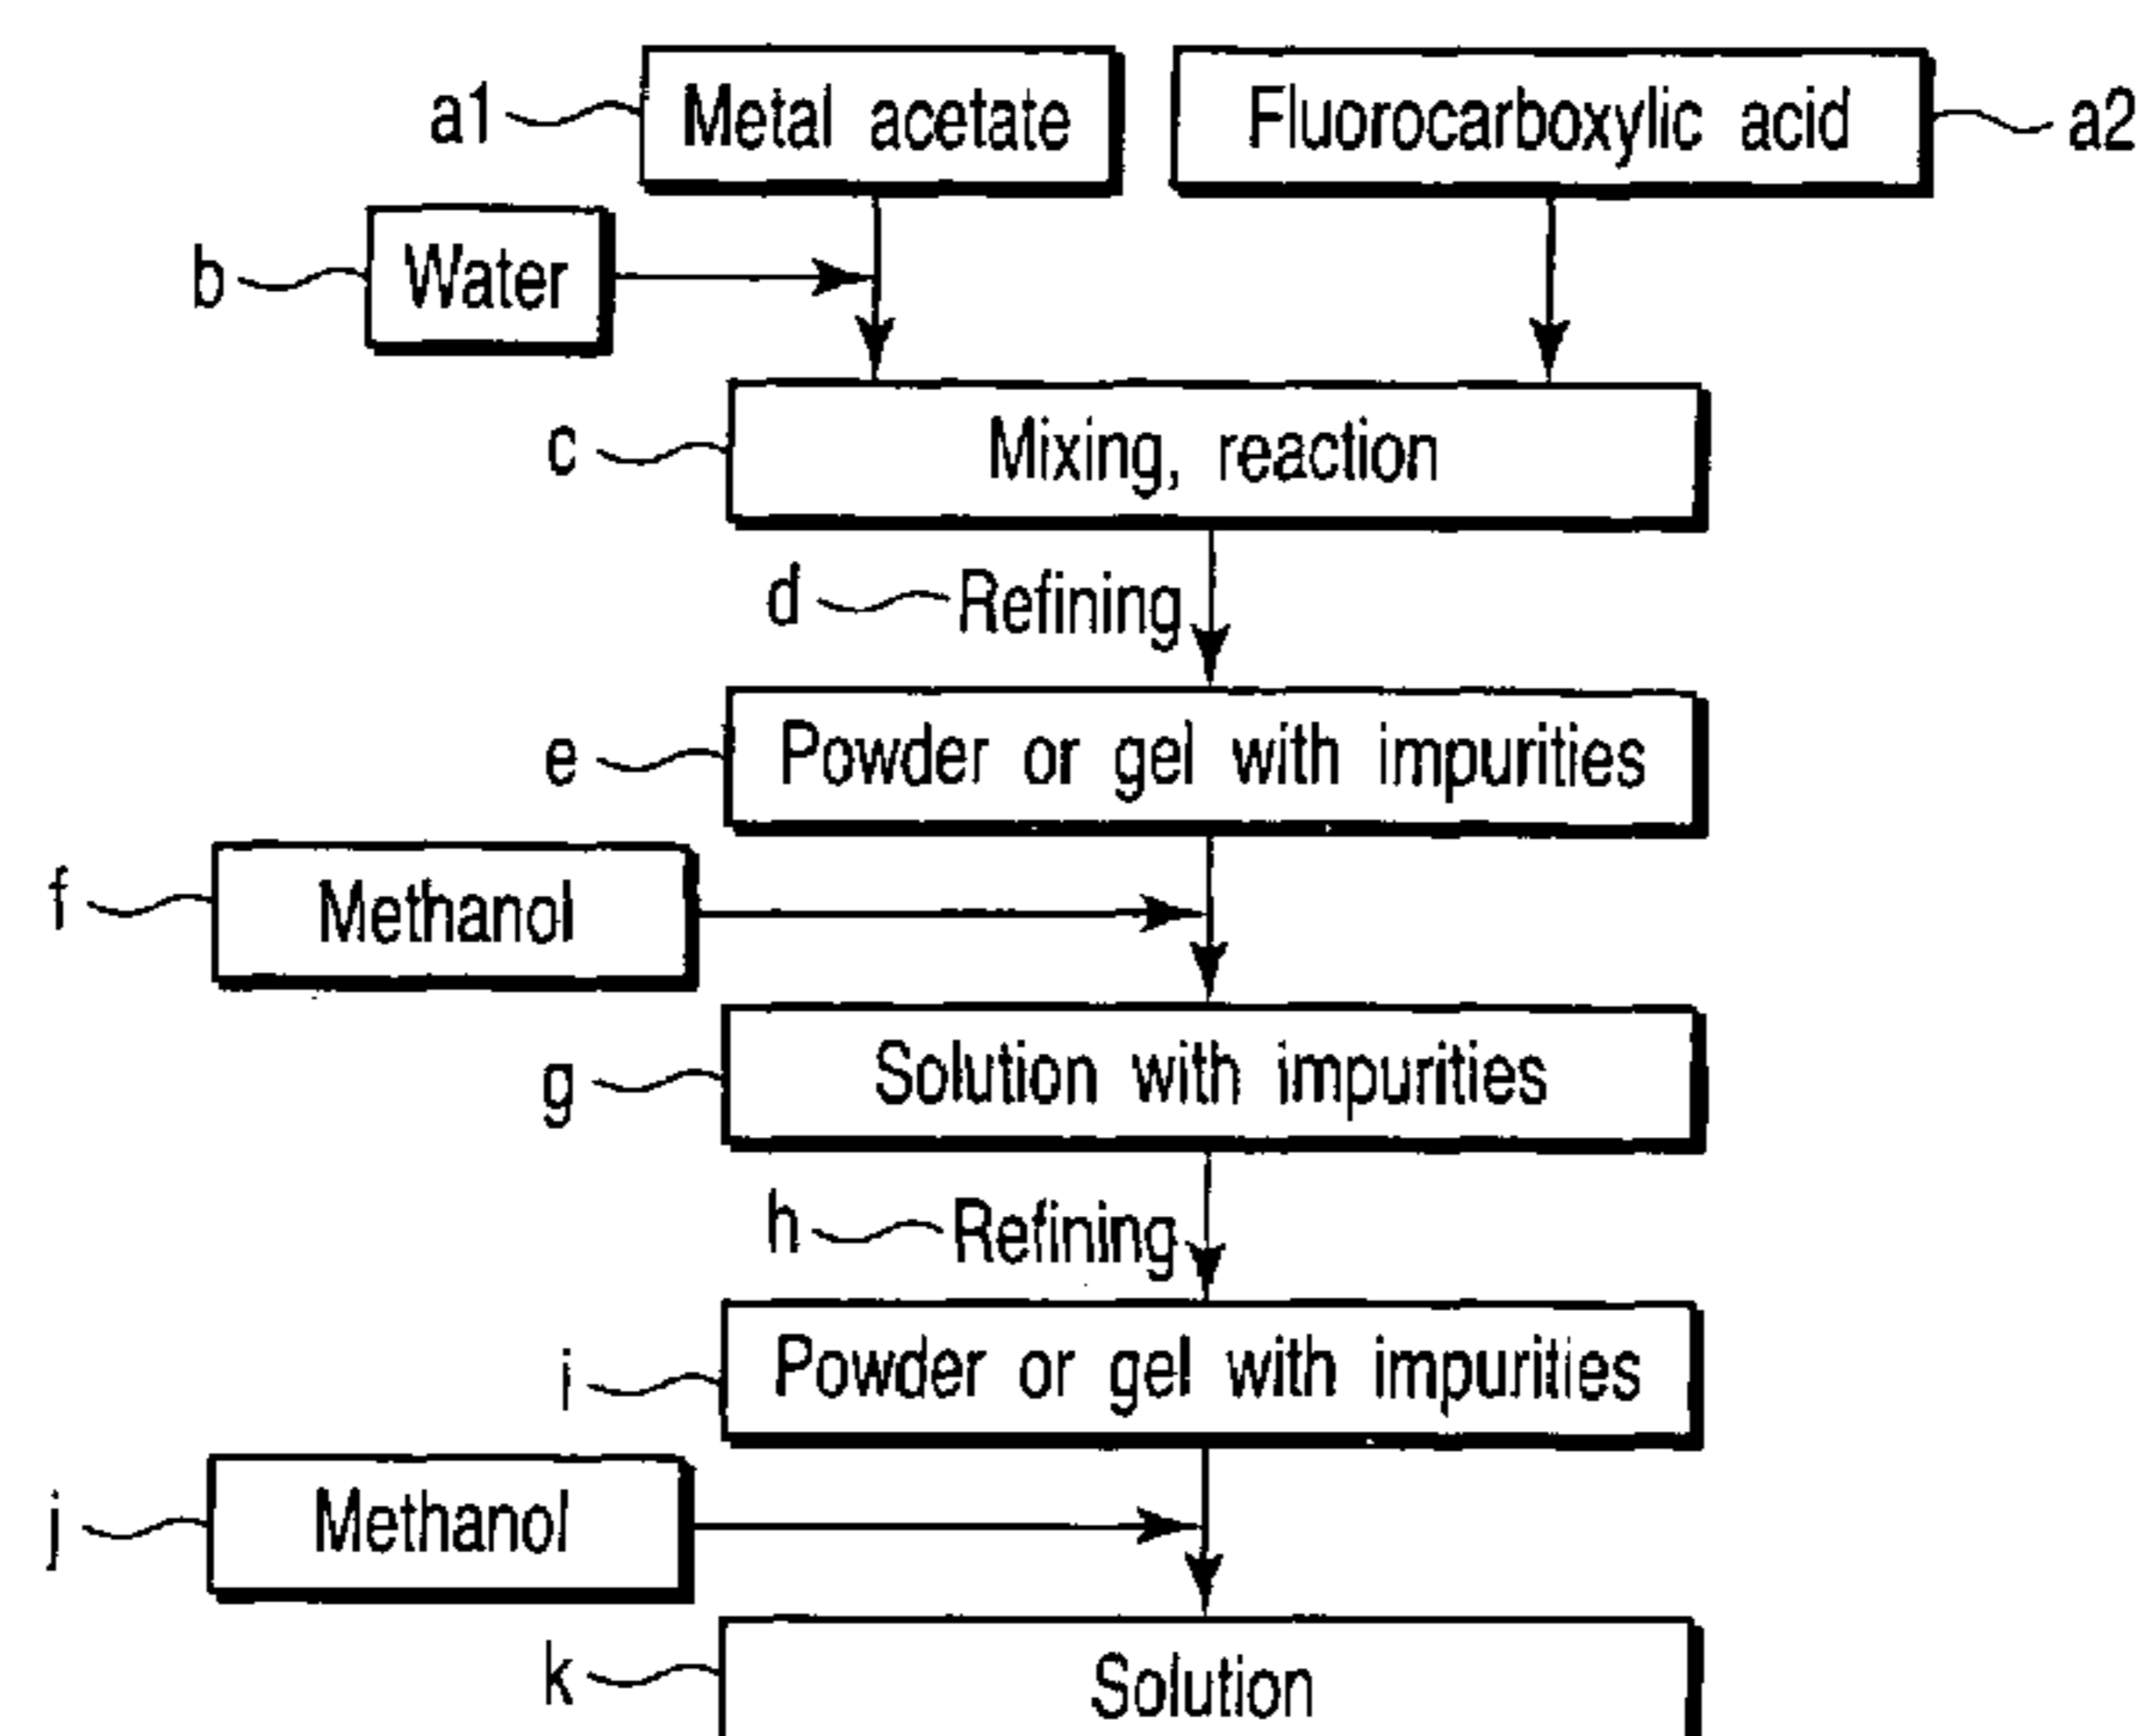 a1 Metal acetate Fluorocarboxylic acid a2
b Water
c Mixing, reaction
d Refining
e Powder or gel with impurities
f Methanol
g Solution with impurities
h Refining
i Powder or gel with impurities
j Methanol
k Solution